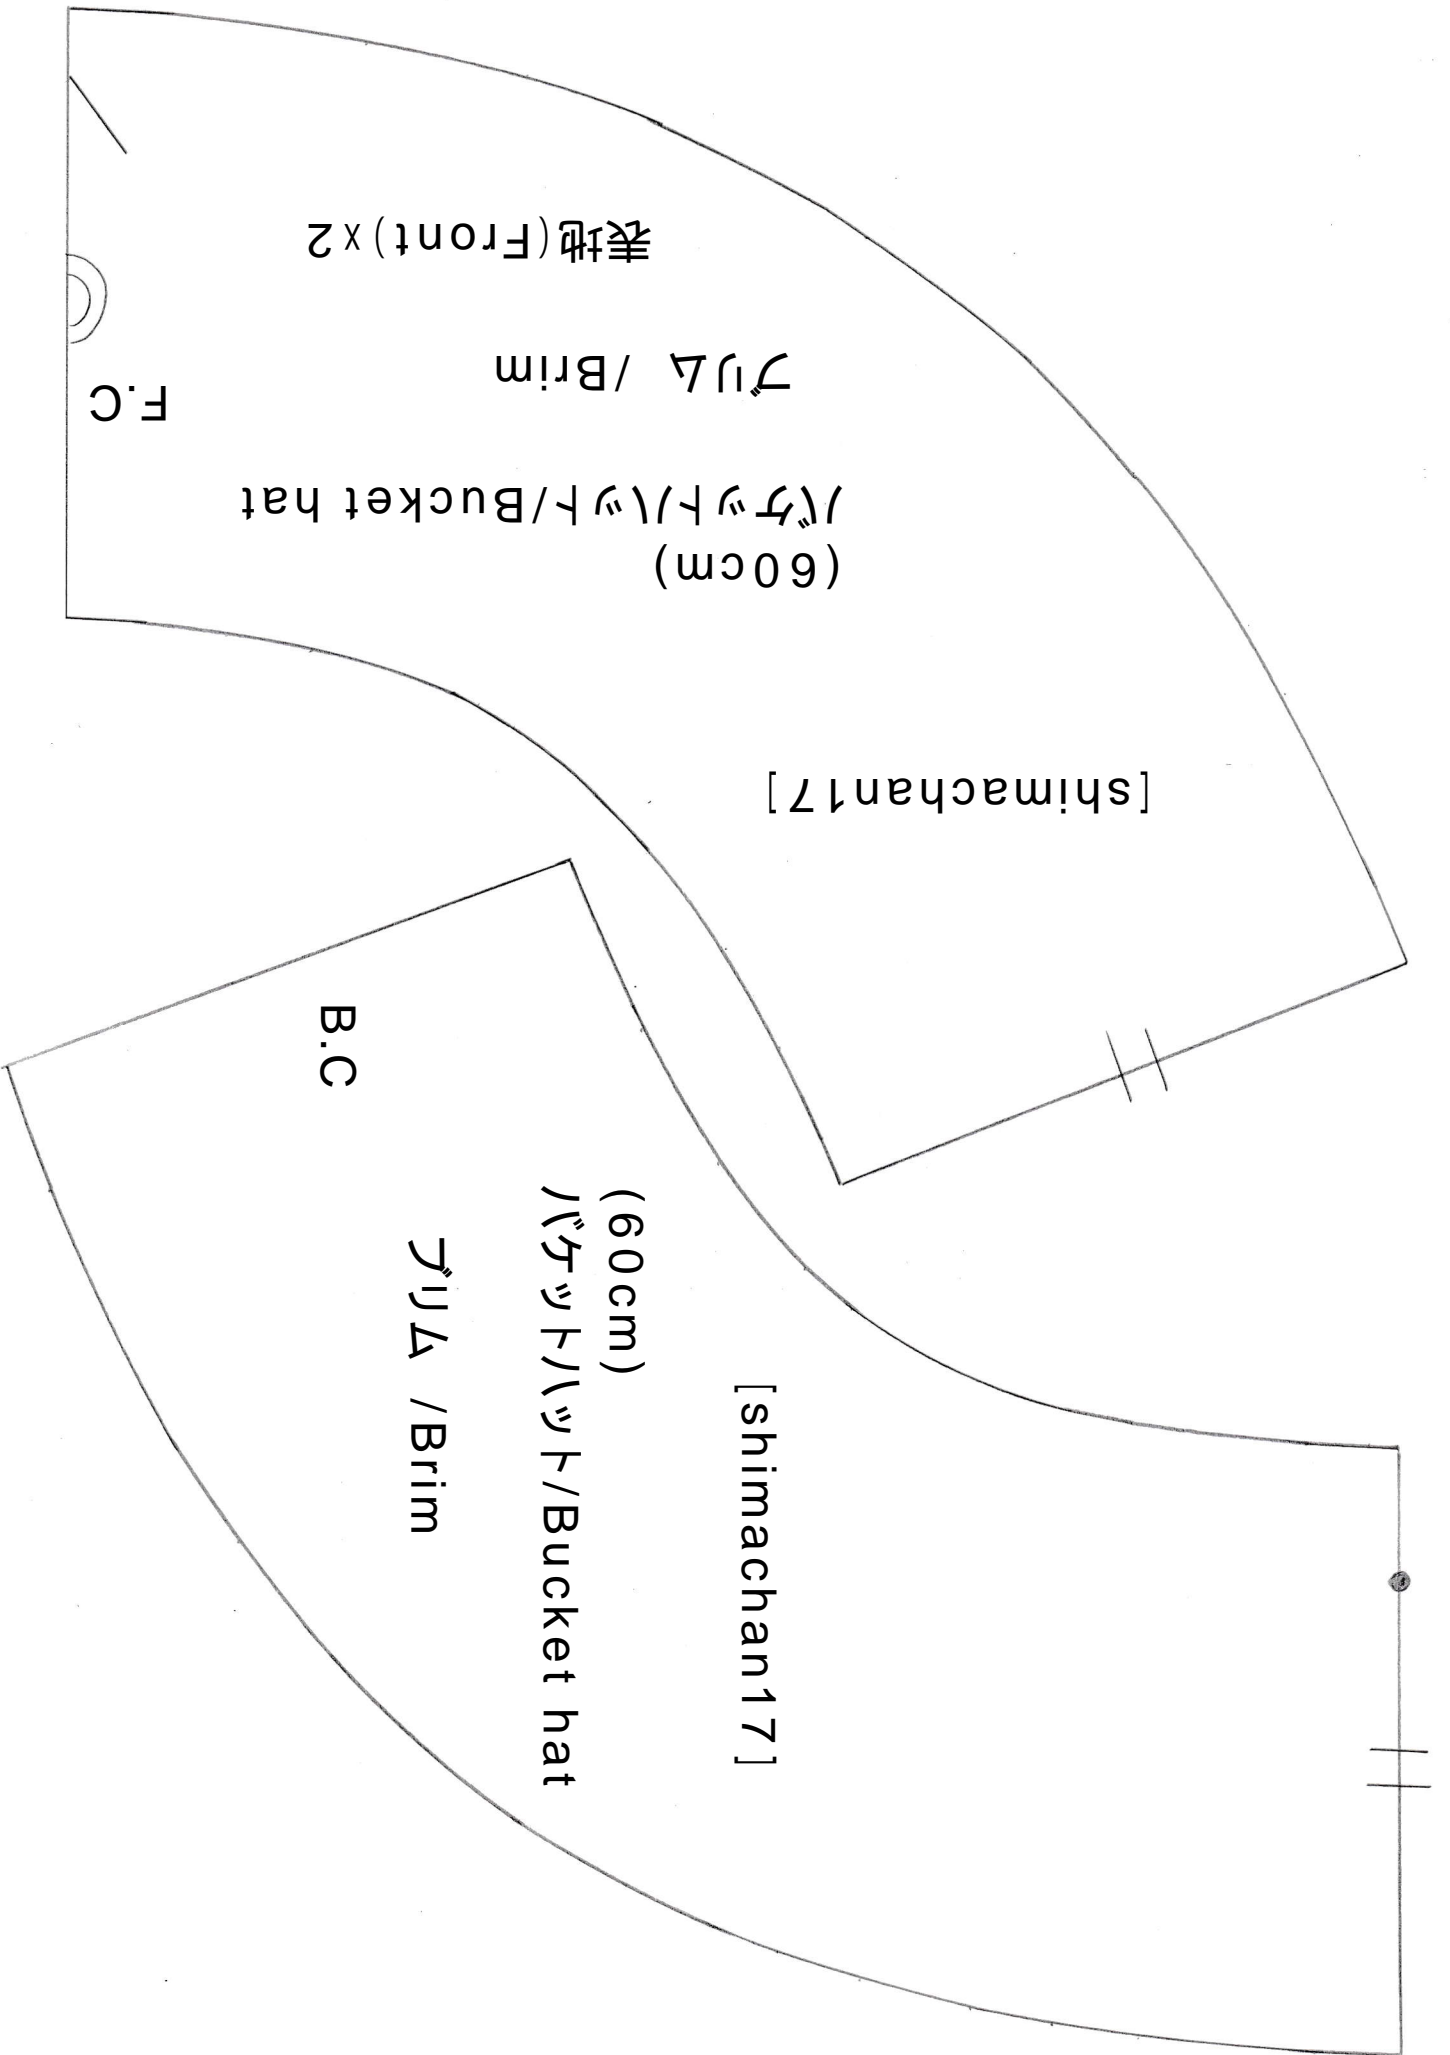 表地(Front)x2
ブリム /Brim
F.C
バケットハット/Bucket hat
(60cm)
[shimachan17]
B.C
(60cm)
バケットハット/Bucket hat
ブリム /Brim
[shimachan17]